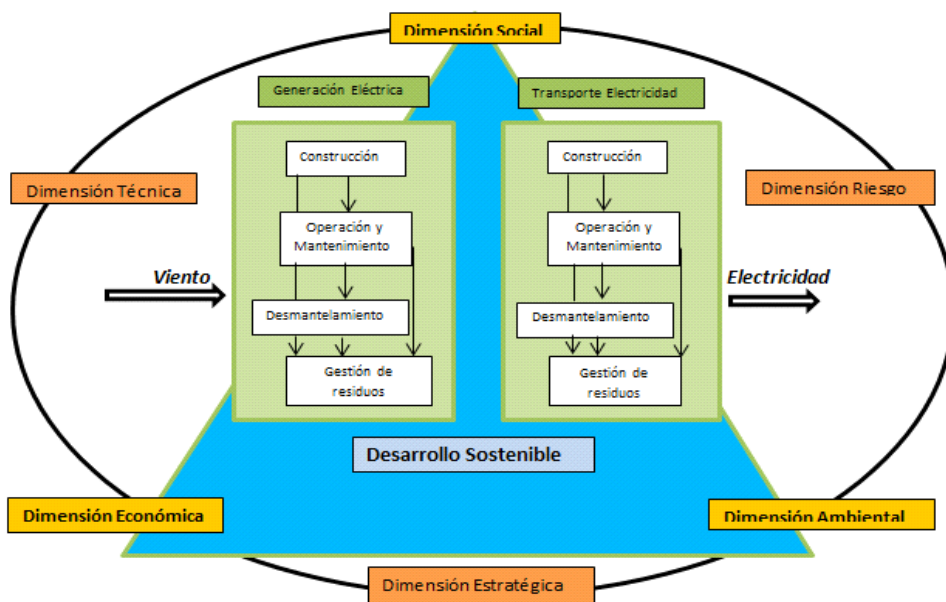 Dimensión Social
Generación Eléctrica
Transporte Electricidad
Construcción
Construcción
Dimensión Técnica
Dimensión Riesgo
Operación y
Mantenimiento
Operación y
Mantenimiento
Viento
Electricidad
Desmantelamiento
Desmantelamiento
Gestión de
residuos
Gestión de
residuos
Desarrollo Sostenible
Dimensión Económica
Dimensión Ambiental
Dimensión Estratégica